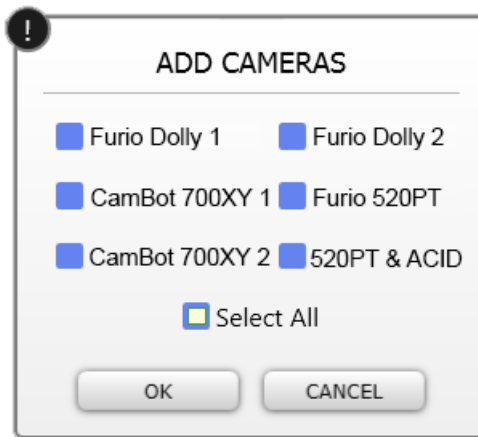 !
ADD CAMERAS
Furio Dolly 1 Furio Dolly 2
CamBot 700XY 1 Furio 520PT
CamBot 700XY 2 520PT & ACID
Select All
OK CANCEL